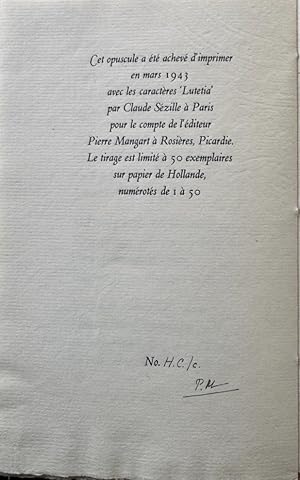 Cet opuscule a été achevé d'imprimer
en mars 1943
avec les caractères 'Lutetia'
par Claude Sézille à Paris
pour le compte de l'éditeur
Pierre Mangart à Rosières, Picardie.
Le tirage est limité à 50 exemplaires
sur papier de Hollande,
numérotés de 1 à 50
No. H.C./c.
P.M